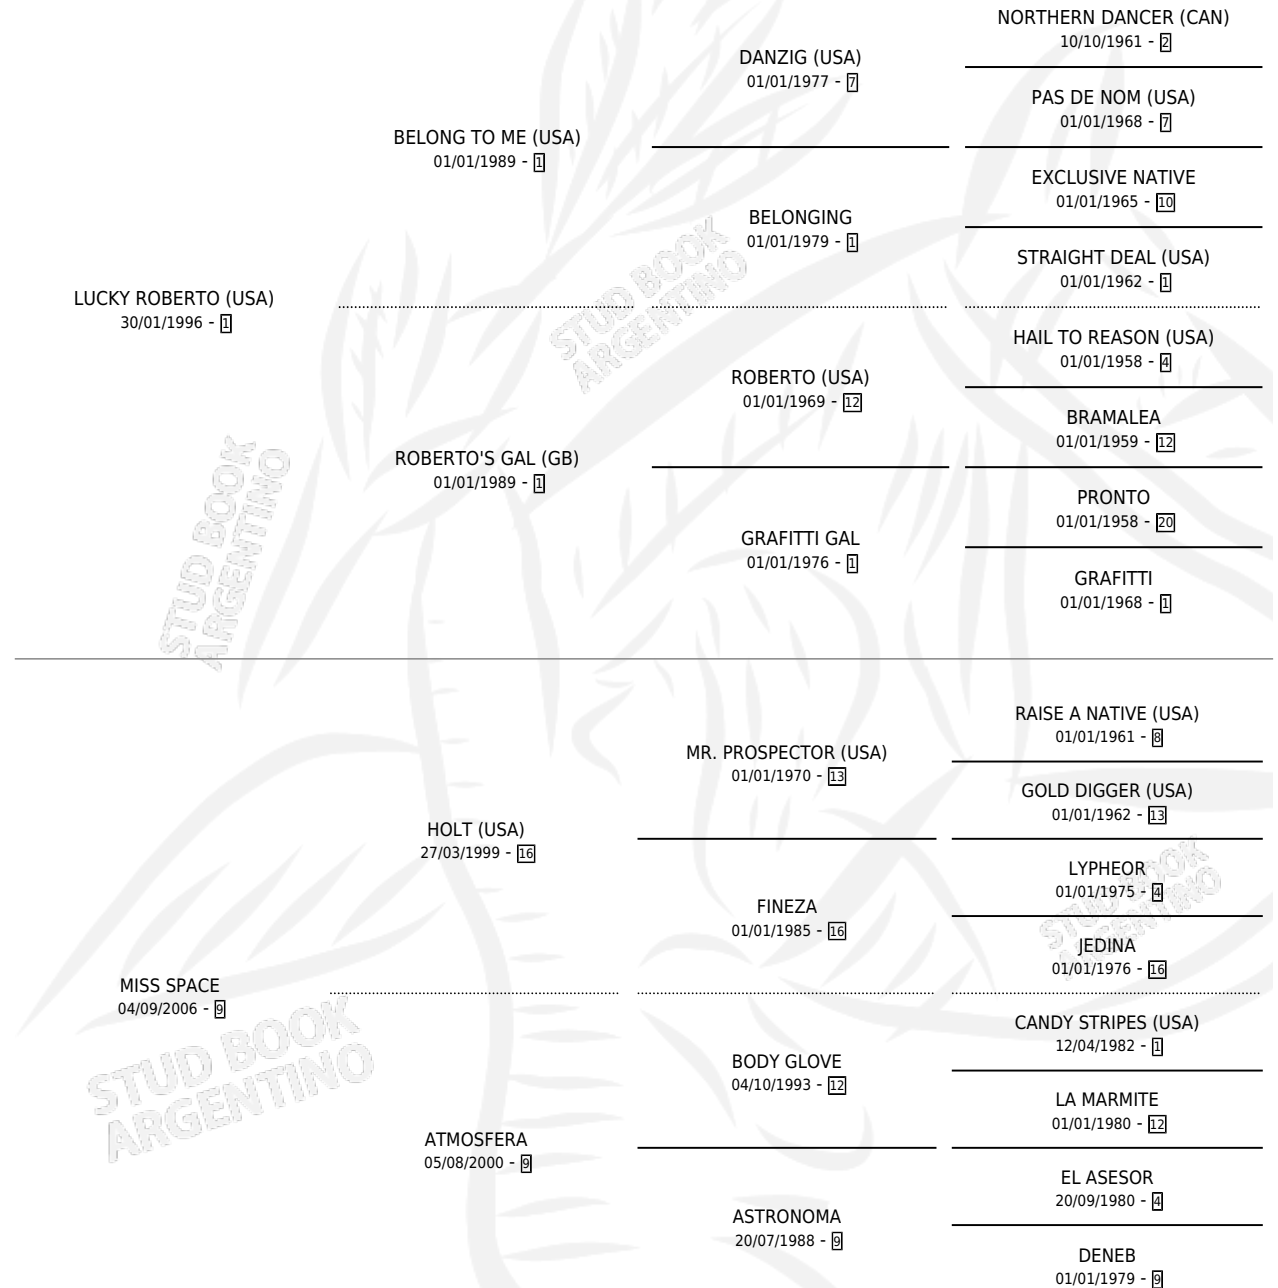 NORTHERN DANCER (CAN)
10/10/1961 - 2
DANZIG (USA)
01/01/1977 - 7
PAS DE NOM (USA)
01/01/1968 - 7
BELONG TO ME (USA)
01/01/1989 - 1
EXCLUSIVE NATIVE
01/01/1965 - 10
BELONGING
01/01/1979 - 1
STRAIGHT DEAL (USA)
01/01/1962 - 1
LUCKY ROBERTO (USA)
30/01/1996 - 1
HAIL TO REASON (USA)
01/01/1958 - 4
ROBERTO (USA)
01/01/1969 - 12
BRAMALEA
01/01/1959 - 12
ROBERTO'S GAL (GB)
01/01/1989 - 1
PRONTO
01/01/1958 - 20
GRAFITTI GAL
01/01/1976 - 1
GRAFITTI
01/01/1968 - 1
RAISE A NATIVE (USA)
01/01/1961 - 8
MR. PROSPECTOR (USA)
01/01/1970 - 13
GOLD DIGGER (USA)
01/01/1962 - 13
HOLT (USA)
27/03/1999 - 16
LYPHEOR
01/01/1975 - 4
FINEZA
01/01/1985 - 16
JEDINA
01/01/1976 - 16
MISS SPACE
04/09/2006 - 9
CANDY STRIPES (USA)
12/04/1982 - 1
BODY GLOVE
04/10/1993 - 12
LA MARMITE
01/01/1980 - 12
ATMOSFERA
05/08/2000 - 9
EL ASESOR
20/09/1980 - 4
ASTRONOMA
20/07/1988 - 9
DENEB
01/01/1979 - 9
STUD BOOK
ARGENTINO
STUD BOOK
ARGENTINO
STUD BOOK
ARGENTINO
STUD BOOK
ARGENTINO